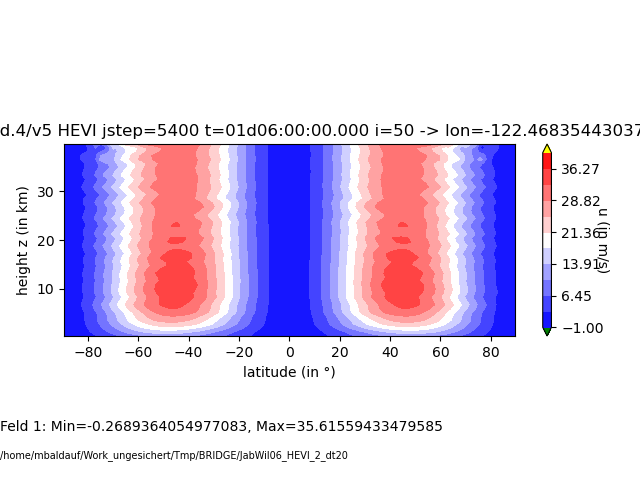 d.4/v5 HEVI jstep=5400 t=01d06:00:00.000 i=50 -> lon=-122.46835443037
height z (in km)
30
20
10
−80 −60 −40 −20 0 20 40 60 80
latitude (in °)
36.27
28.82
21.36
13.91
6.45
−1.00
u (in m/s)
Feld 1: Min=-0.2689364054977083, Max=35.61559433479585
/home/mbaldauf/Work_ungesichert/Tmp/BRIDGE/JabWil06_HEVI_2_dt20